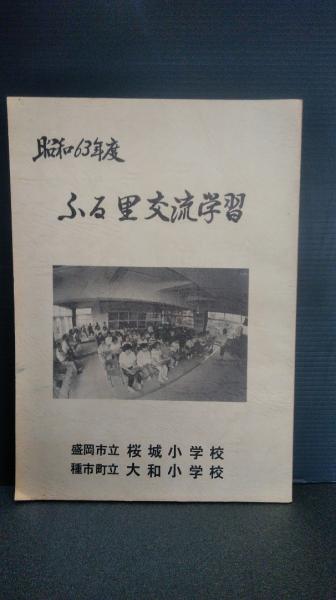 昭和63年度
ふる里交流学習
盛岡市立 桜城小学校
種市町立 大和小学校